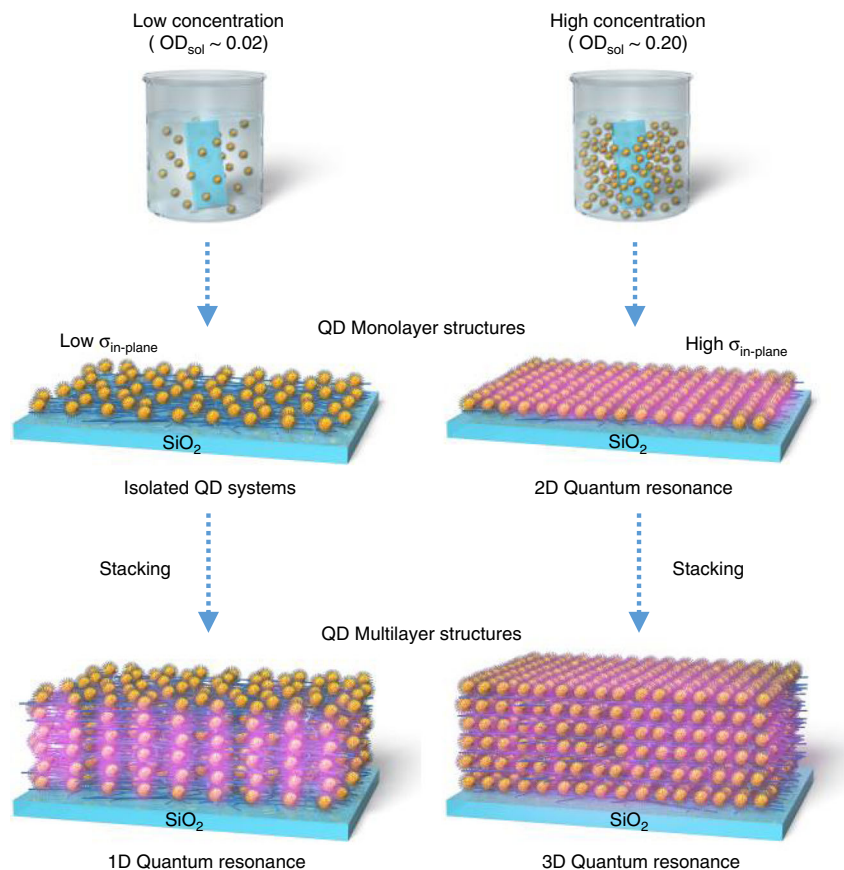 Low concentration
( OD_sol ~ 0.02)
High concentration
( OD_sol ~ 0.20)
QD Monolayer structures
Low σ_in-plane
High σ_in-plane
SiO₂
SiO₂
Isolated QD systems
2D Quantum resonance
Stacking
Stacking
QD Multilayer structures
SiO₂
SiO₂
1D Quantum resonance
3D Quantum resonance